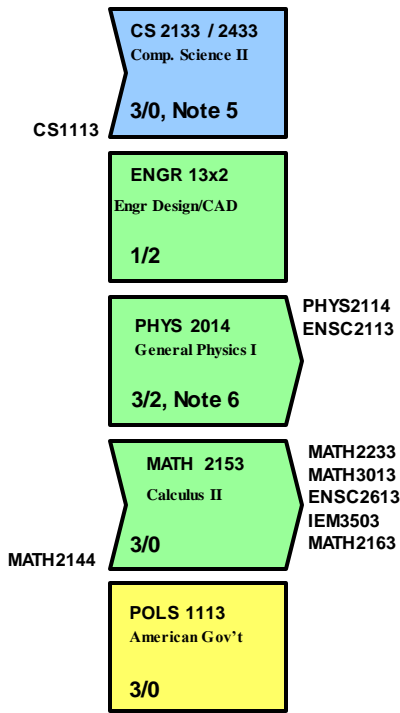 CS 2133 / 2433
Comp. Science II
3/0, Note 5
CS1113
ENGR 13x2
Engr Design/CAD
1/2
PHYS 2014
General Physics I
3/2, Note 6
PHYS2114
ENSC2113
MATH 2153
Calculus II
3/0
MATH2144
MATH2233
MATH3013
ENSC2613
IEM3503
MATH2163
POLS 1113
American Gov't
3/0